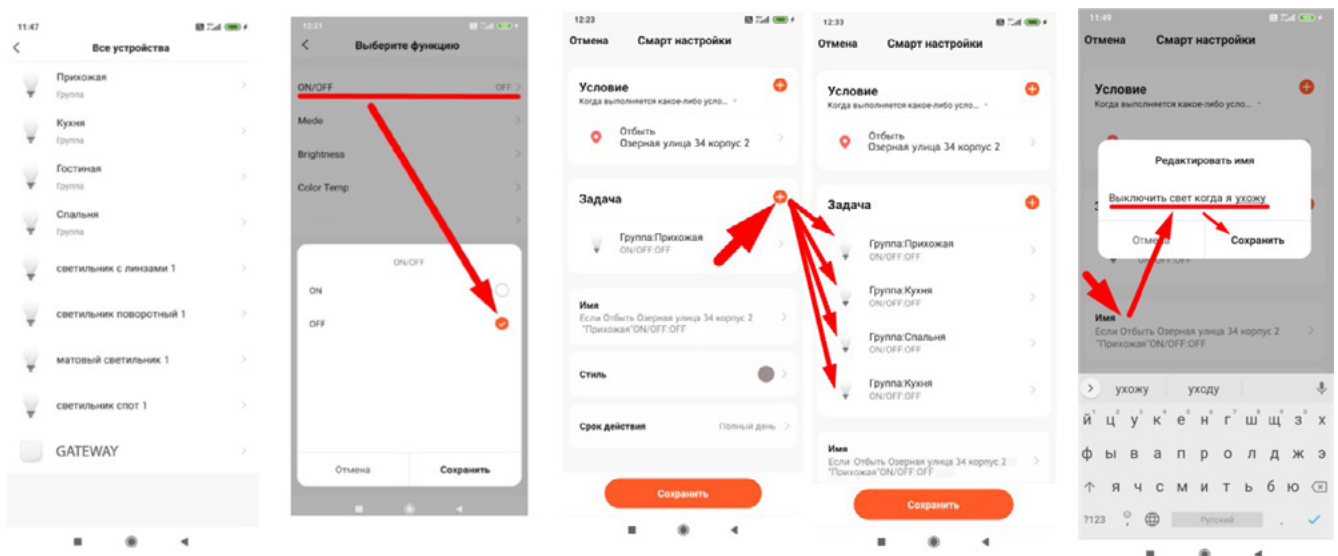 11:47
Все устройства
Прихожая
Группа
Кухня
Группа
Гостиная
Группа
Спальня
Группа
светильник с линзами 1
светильник поворотный 1
матовый светильник 1
светильник спот 1
GATEWAY
12:21
Выберите функцию
ON/OFF
OFF
Mode
Brightness
Color Temp
ON/OFF
ON
OFF
Отмена
Сохранить
12:23
Отмена
Смарт настройки
Условие
Когда выполняется какое-либо усло...
Отбыть
Озерная улица 34 корпус 2
Задача
Группа:Прихожая
ON/OFF:OFF
Имя
Если Отбыть Озерная улица 34 корпус 2
"Прихожая"ON/OFF:OFF
Стиль
Срок действия
Полный день
Сохранить
12:33
Отмена
Смарт настройки
Условие
Когда выполняется какое-либо усло...
Отбыть
Озерная улица 34 корпус 2
Задача
Группа:Прихожая
ON/OFF:OFF
Группа:Кухня
ON/OFF:OFF
Группа:Спальня
ON/OFF:OFF
Группа:Кухня
ON/OFF:OFF
Имя
Если Отбыть Озерная улица 34 корпус 2
"Прихожая"ON/OFF:OFF
Сохранить
11:49
Отмена
Смарт настройки
Условие
Когда выполняется какое-либо усло...
Редактировать имя
Выключить свет когда я ухожу
Отмена
Сохранить
ON/OFF:OFF
Имя
Если Отбыть Озерная улица 34 корпус 2
"Прихожая"ON/OFF:OFF
ухожу
уходу
й ц у к е н г ш щ з х
ф ы в а п р о л д ж э
я ч с м и т ь б ю
?123
Русский
.